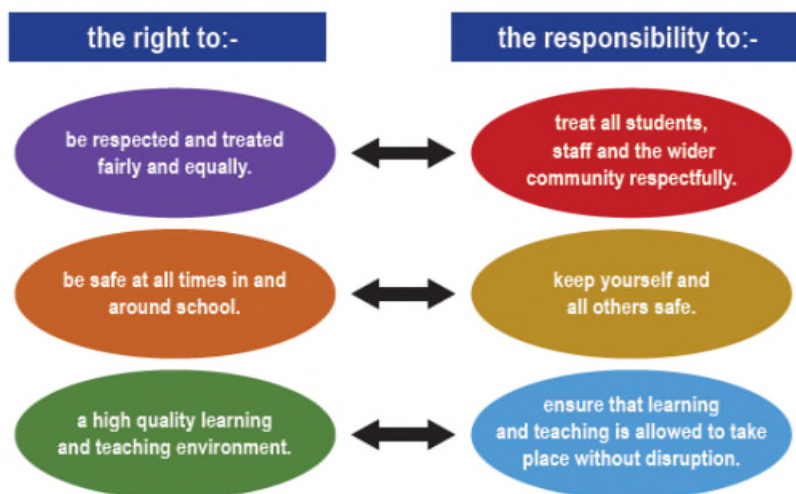 the right to:-
the responsibility to:-
be respected and treated
fairly and equally.
treat all students,
staff and the wider
community respectfully.
be safe at all times in and
around school.
keep yourself and
all others safe.
a high quality learning
and teaching environment.
ensure that learning
and teaching is allowed to take
place without disruption.